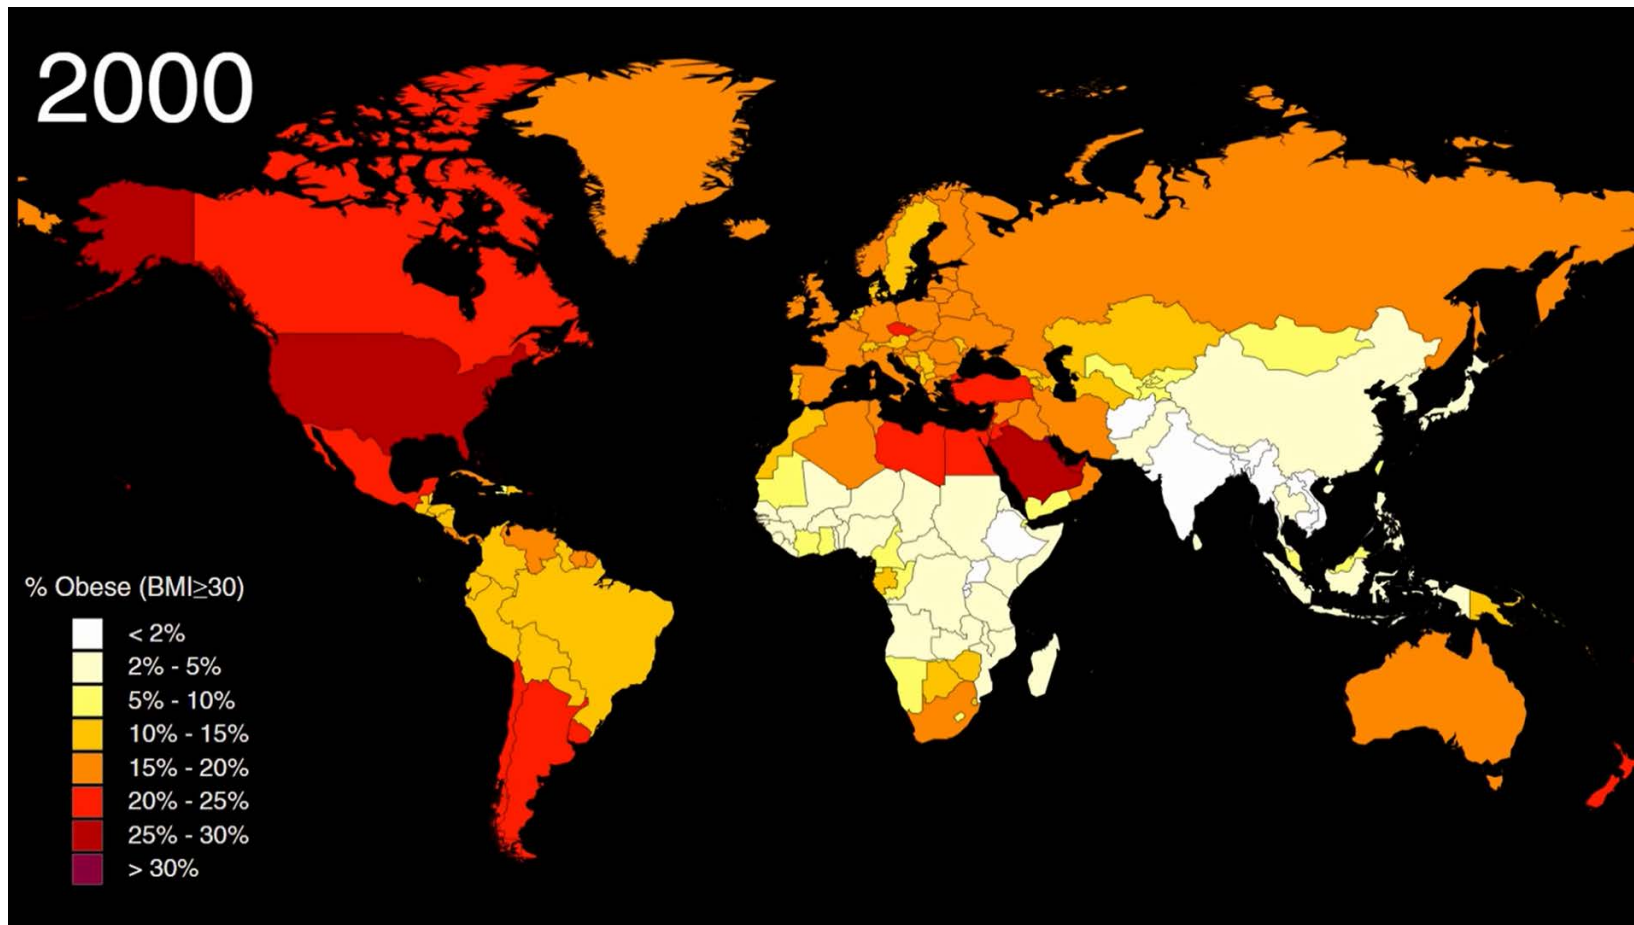 2000
% Obese (BMI≥30)
< 2%
2% - 5%
5% - 10%
10% - 15%
15% - 20%
20% - 25%
25% - 30%
> 30%